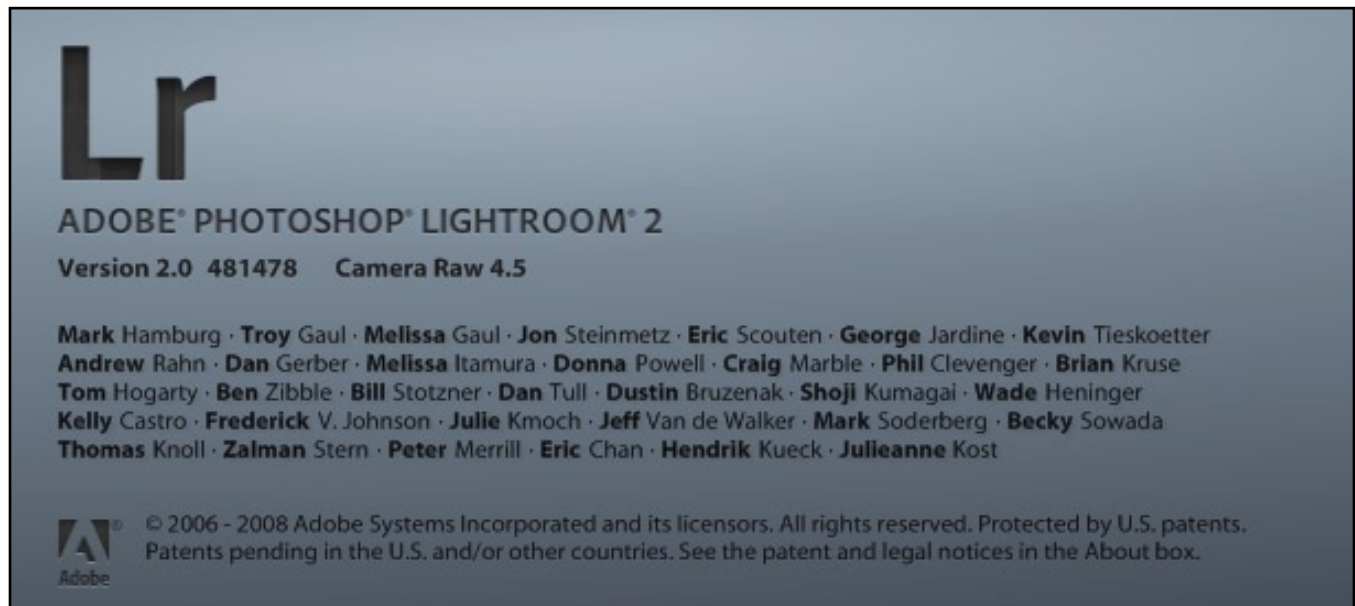 Lr
ADOBE® PHOTOSHOP® LIGHTROOM® 2
Version 2.0 481478 Camera Raw 4.5
Mark Hamburg · Troy Gaul · Melissa Gaul · Jon Steinmetz · Eric Scouten · George Jardine · Kevin Tieskoetter
Andrew Rahn · Dan Gerber · Melissa Itamura · Donna Powell · Craig Marble · Phil Clevenger · Brian Kruse
Tom Hogarty · Ben Zibble · Bill Stotzner · Dan Tull · Dustin Bruzenak · Shoji Kumagai · Wade Heninger
Kelly Castro · Frederick V. Johnson · Julie Kmoch · Jeff Van de Walker · Mark Soderberg · Becky Sowada
Thomas Knoll · Zalman Stern · Peter Merrill · Eric Chan · Hendrik Kueck · Julieanne Kost
® © 2006 - 2008 Adobe Systems Incorporated and its licensors. All rights reserved. Protected by U.S. patents.
Patents pending in the U.S. and/or other countries. See the patent and legal notices in the About box.
Adobe